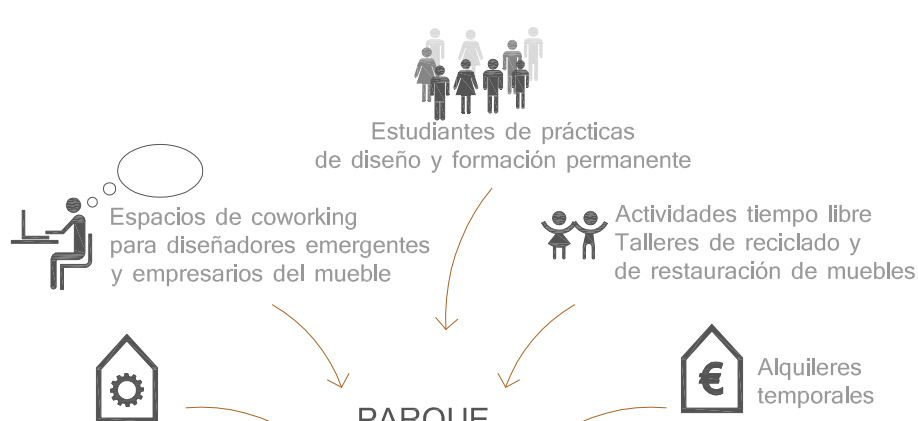 Estudiantes de prácticas
de diseño y formación permanente
Espacios de coworking
para diseñadores emergentes
y empresarios del mueble
Actividades tiempo libre
Talleres de reciclado y
de restauración de muebles
€
Alquileres
temporales
PARQUE